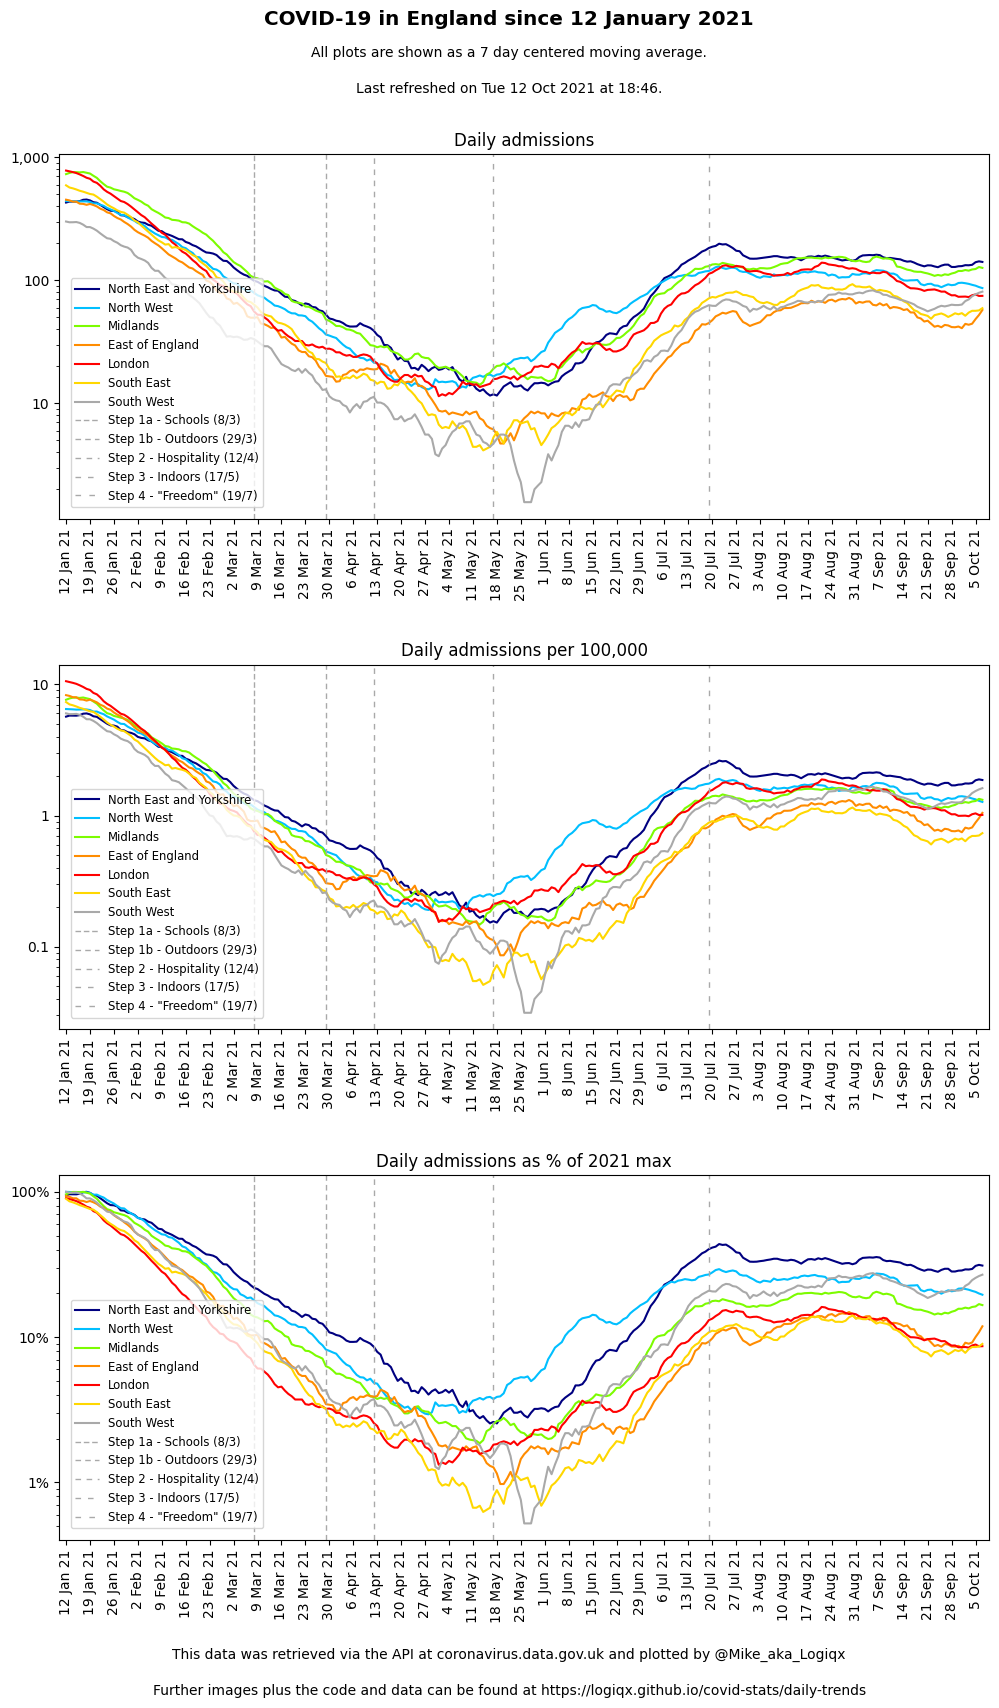 COVID-19 in England since 12 January 2021
All plots are shown as a 7 day centered moving average.
Last refreshed on Tue 12 Oct 2021 at 18:46.
Daily admissions
1,000
100
10
North East and Yorkshire
North West
Midlands
East of England
London
South East
South West
Step 1a - Schools (8/3)
Step 1b - Outdoors (29/3)
Step 2 - Hospitality (12/4)
Step 3 - Indoors (17/5)
Step 4 - "Freedom" (19/7)
12 Jan 21
19 Jan 21
26 Jan 21
2 Feb 21
9 Feb 21
16 Feb 21
23 Feb 21
2 Mar 21
9 Mar 21
16 Mar 21
23 Mar 21
30 Mar 21
6 Apr 21
13 Apr 21
20 Apr 21
27 Apr 21
4 May 21
11 May 21
18 May 21
25 May 21
1 Jun 21
8 Jun 21
15 Jun 21
22 Jun 21
29 Jun 21
6 Jul 21
13 Jul 21
20 Jul 21
27 Jul 21
3 Aug 21
10 Aug 21
17 Aug 21
24 Aug 21
31 Aug 21
7 Sep 21
14 Sep 21
21 Sep 21
28 Sep 21
5 Oct 21
Daily admissions per 100,000
10
1
0.1
North East and Yorkshire
North West
Midlands
East of England
London
South East
South West
Step 1a - Schools (8/3)
Step 1b - Outdoors (29/3)
Step 2 - Hospitality (12/4)
Step 3 - Indoors (17/5)
Step 4 - "Freedom" (19/7)
12 Jan 21
19 Jan 21
26 Jan 21
2 Feb 21
9 Feb 21
16 Feb 21
23 Feb 21
2 Mar 21
9 Mar 21
16 Mar 21
23 Mar 21
30 Mar 21
6 Apr 21
13 Apr 21
20 Apr 21
27 Apr 21
4 May 21
11 May 21
18 May 21
25 May 21
1 Jun 21
8 Jun 21
15 Jun 21
22 Jun 21
29 Jun 21
6 Jul 21
13 Jul 21
20 Jul 21
27 Jul 21
3 Aug 21
10 Aug 21
17 Aug 21
24 Aug 21
31 Aug 21
7 Sep 21
14 Sep 21
21 Sep 21
28 Sep 21
5 Oct 21
Daily admissions as % of 2021 max
100%
10%
1%
North East and Yorkshire
North West
Midlands
East of England
London
South East
South West
Step 1a - Schools (8/3)
Step 1b - Outdoors (29/3)
Step 2 - Hospitality (12/4)
Step 3 - Indoors (17/5)
Step 4 - "Freedom" (19/7)
12 Jan 21
19 Jan 21
26 Jan 21
2 Feb 21
9 Feb 21
16 Feb 21
23 Feb 21
2 Mar 21
9 Mar 21
16 Mar 21
23 Mar 21
30 Mar 21
6 Apr 21
13 Apr 21
20 Apr 21
27 Apr 21
4 May 21
11 May 21
18 May 21
25 May 21
1 Jun 21
8 Jun 21
15 Jun 21
22 Jun 21
29 Jun 21
6 Jul 21
13 Jul 21
20 Jul 21
27 Jul 21
3 Aug 21
10 Aug 21
17 Aug 21
24 Aug 21
31 Aug 21
7 Sep 21
14 Sep 21
21 Sep 21
28 Sep 21
5 Oct 21
This data was retrieved via the API at coronavirus.data.gov.uk and plotted by @Mike_aka_Logiqx
Further images plus the code and data can be found at https://logiqx.github.io/covid-stats/daily-trends